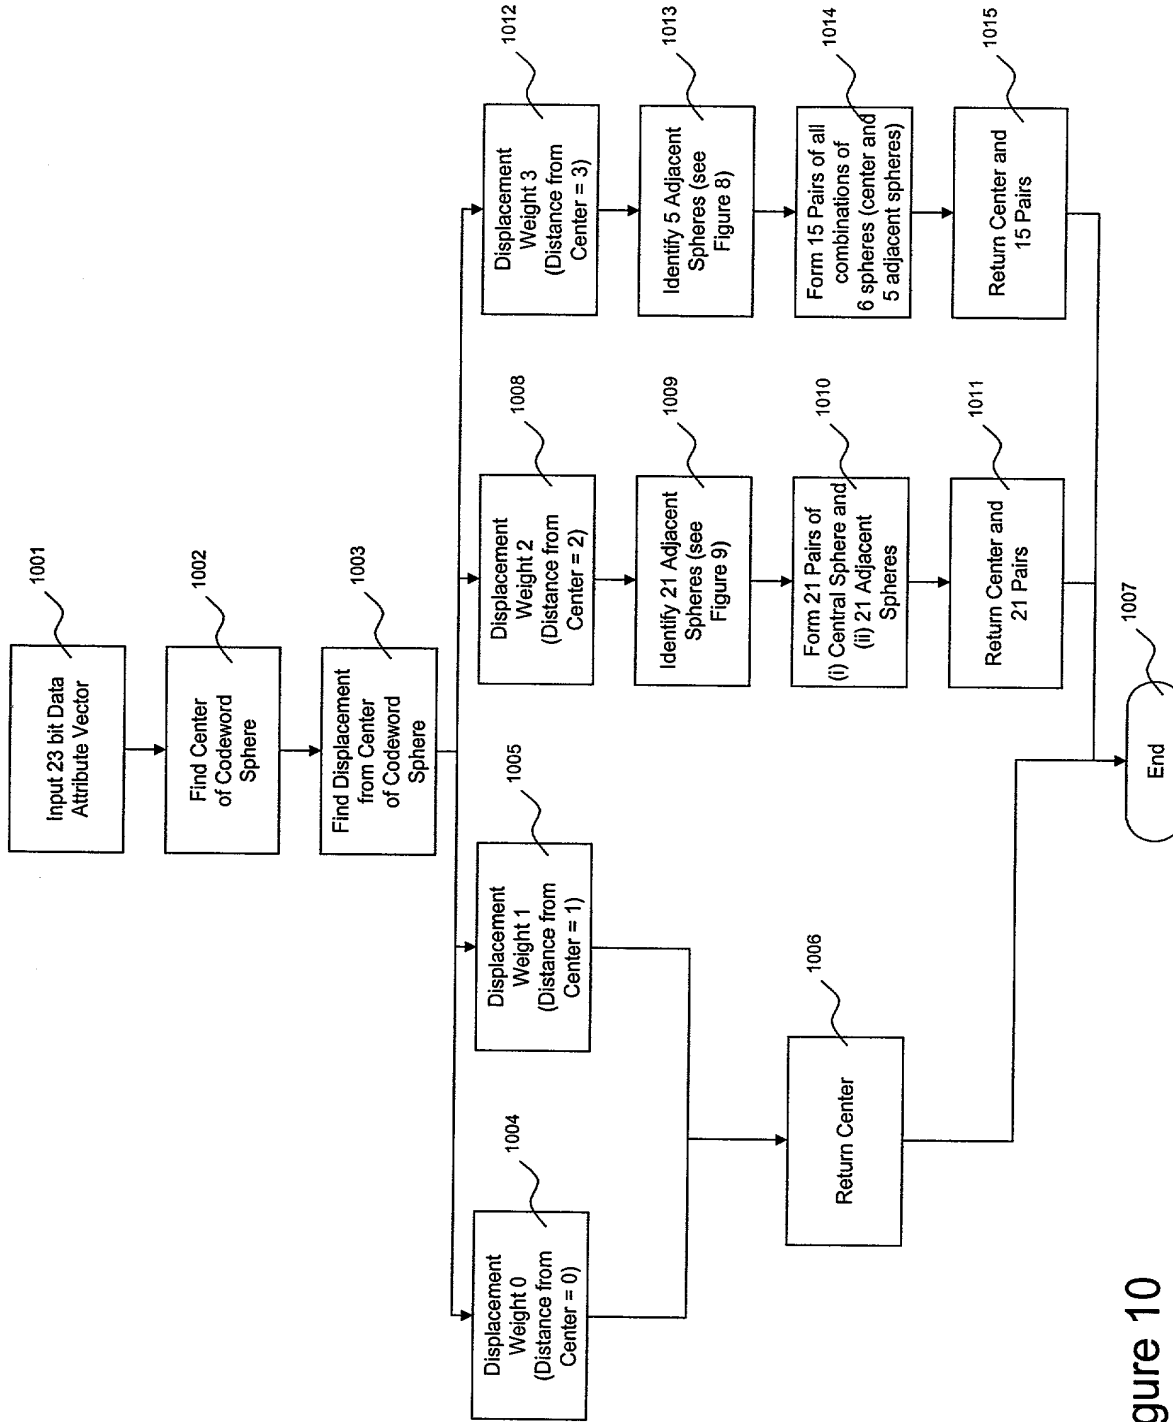 1001
Input 23 bit Data
Attribute Vector
1002
Find Center
of Codeword
Sphere
1003
Find Displacement
from Center
of Codeword
Sphere
1004
Displacement
Weight 0
(Distance from
Center = 0)
1005
Displacement
Weight 1
(Distance from
Center = 1)
1006
Return Center
1008
Displacement
Weight 2
(Distance from
Center = 2)
1009
Identify 21 Adjacent
Spheres (see
Figure 9)
1010
Form 21 Pairs of
(i) Central Sphere and
(ii) 21 Adjacent
Spheres
1011
Return Center and
21 Pairs
1012
Displacement
Weight 3
(Distance from
Center = 3)
1013
Identify 5 Adjacent
Spheres (see
Figure 8)
1014
Form 15 Pairs of all
combinations of
6 spheres (center and
5 adjacent spheres)
1015
Return Center and
15 Pairs
1007
End
gure 10